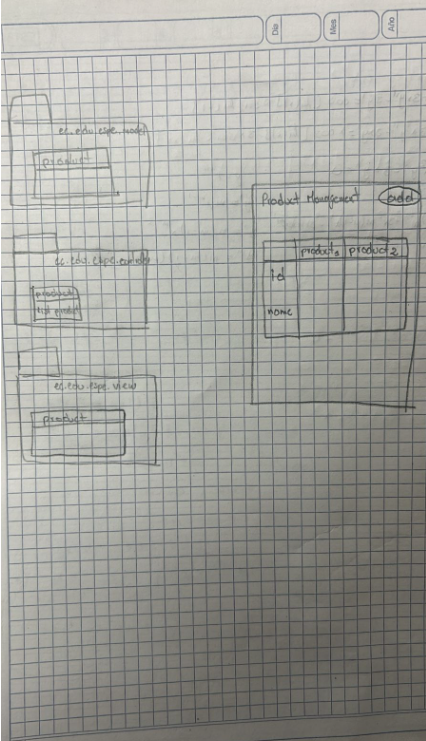 Día
Mes
Año
ec.edu.espe.model
product
ec.edu.espe.controller
product
list product
ec.edu.espe.view
product
Product Management add
product1 product2
id
name